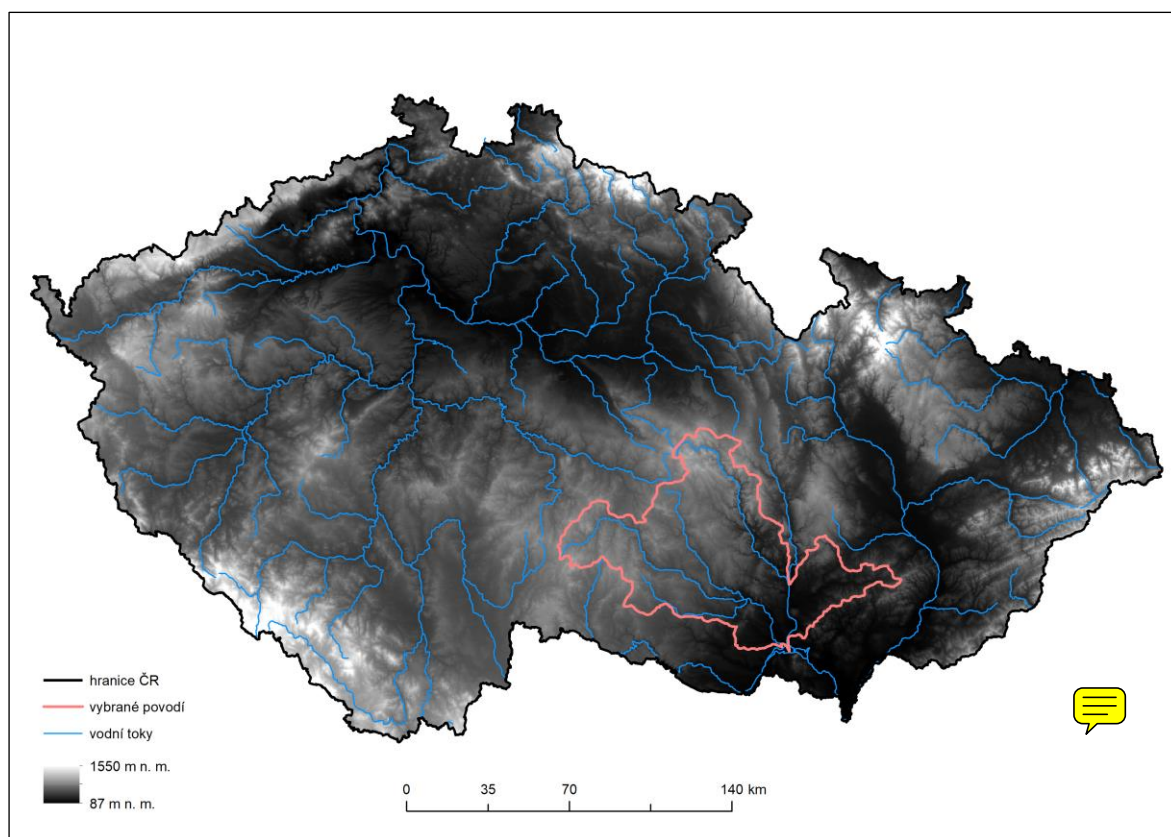 hranice ČR
vybrané povodí
vodní toky
1550 m n. m.
87 m n. m.
0 35 70 140 km